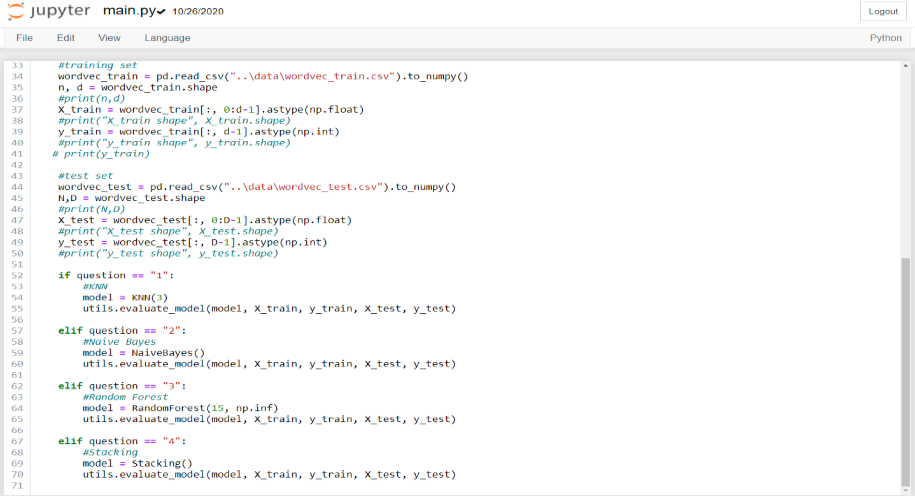 jupyter main.py 10/26/2020 Logout
File Edit View Language Python
33 #training set
34 wordvec_train = pd.read_csv("..\data\wordvec_train.csv").to_numpy()
35 n, d = wordvec_train.shape
36 #print(n,d)
37 X_train = wordvec_train[:, 0:d-1].astype(np.float)
38 #print("X_train shape", X_train.shape)
39 y_train = wordvec_train[:, d-1].astype(np.int)
40 #print("y_train shape", y_train.shape)
41 # print(y_train)
42
43 #test set
44 wordvec_test = pd.read_csv("..\data\wordvec_test.csv").to_numpy()
45 N,D = wordvec_test.shape
46 #print(N,D)
47 X_test = wordvec_test[:, 0:D-1].astype(np.float)
48 #print("X_test shape", X_test.shape)
49 y_test = wordvec_test[:, D-1].astype(np.int)
50 #print("y_test shape", y_test.shape)
51
52 if question == "1":
53 #KNN
54 model = KNN(3)
55 utils.evaluate_model(model, X_train, y_train, X_test, y_test)
56
57 elif question == "2":
58 #Naive Bayes
59 model = NaiveBayes()
60 utils.evaluate_model(model, X_train, y_train, X_test, y_test)
61
62 elif question == "3":
63 #Random Forest
64 model = RandomForest(15, np.inf)
65 utils.evaluate_model(model, X_train, y_train, X_test, y_test)
66
67 elif question == "4":
68 #Stacking
69 model = Stacking()
70 utils.evaluate_model(model, X_train, y_train, X_test, y_test)
71